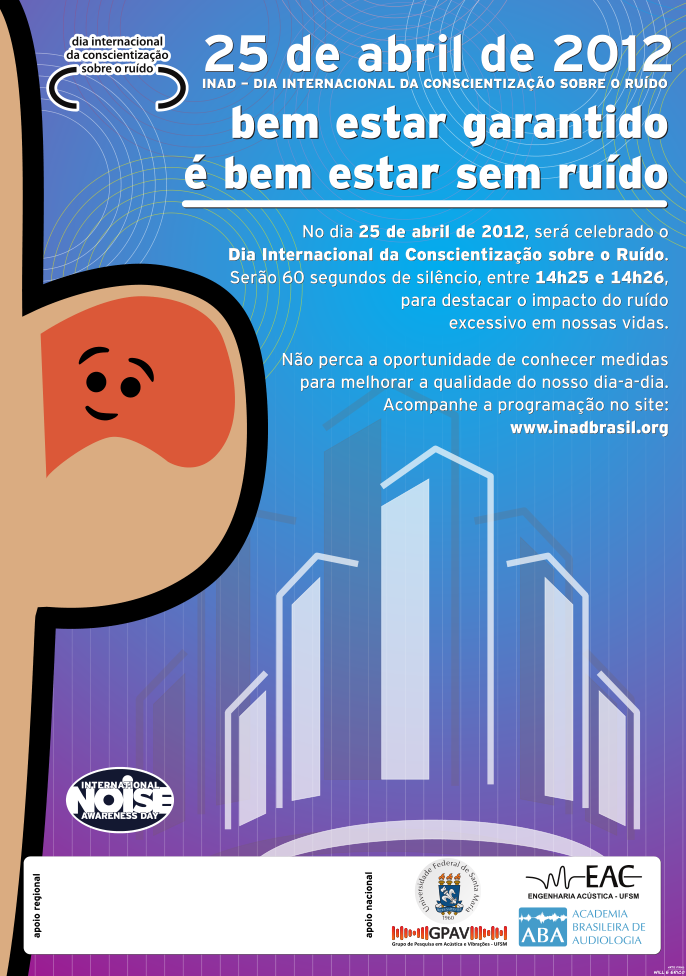 dia internacional
da conscientização
sobre o ruído
25 de abril de 2012
INAD – DIA INTERNACIONAL DA CONSCIENTIZAÇÃO SOBRE O RUÍDO
bem estar garantido
é bem estar sem ruído
No dia 25 de abril de 2012, será celebrado o
Dia Internacional da Conscientização sobre o Ruído.
Serão 60 segundos de silêncio, entre 14h25 e 14h26,
para destacar o impacto do ruído
excessivo em nossas vidas.
Não perca a oportunidade de conhecer medidas
para melhorar a qualidade do nosso dia-a-dia.
Acompanhe a programação no site:
www.inadbrasil.org
INTERNATIONAL
NOISE
AWARENESS DAY
apoio regional
apoio nacional
Universidade Federal de Santa Maria
1960
GPAV
Grupo de Pesquisa em Acústica e Vibrações - UFSM
EAC
ENGENHARIA ACÚSTICA - UFSM
ABA
ACADEMIA
BRASILEIRA DE
AUDIOLOGIA